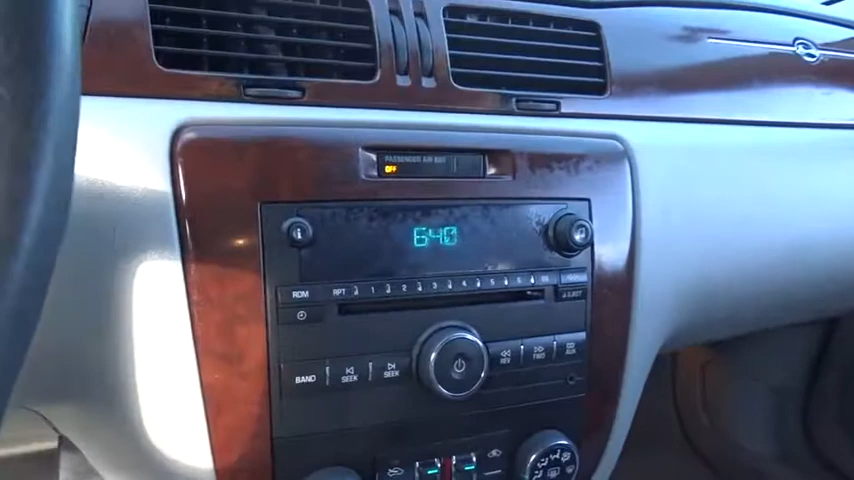 PASSENGER AIR BAG
OFF
640
RDM RPT 1 2 3 4 5 6
EJECT
BAND SEEK SEEK REV FWD